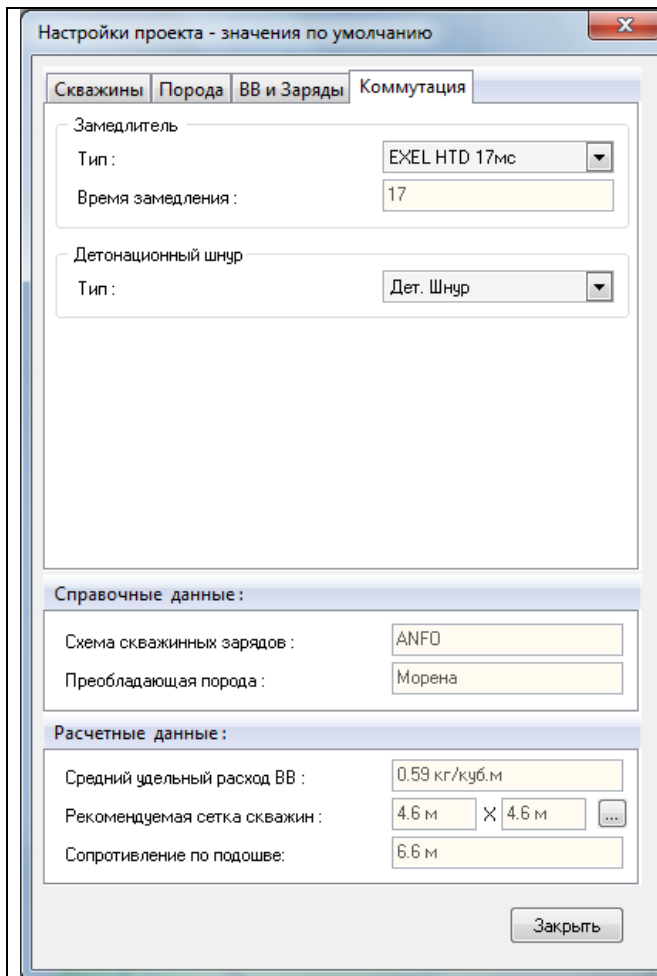 Настройки проекта - значения по умолчанию
Скважины Порода ВВ и Заряды Коммутация
Замедлитель
Тип : EXEL HTD 17мс
Время замедления : 17
Детонационный шнур
Тип : Дет. Шнур
Справочные данные :
Схема скважинных зарядов : ANFO
Преобладающая порода : Морена
Расчетные данные :
Средний удельный расход ВВ : 0.59 кг/куб.м
Рекомендуемая сетка скважин : 4.6 м X 4.6 м ...
Сопротивление по подошве: 6.6 м
Закрыть